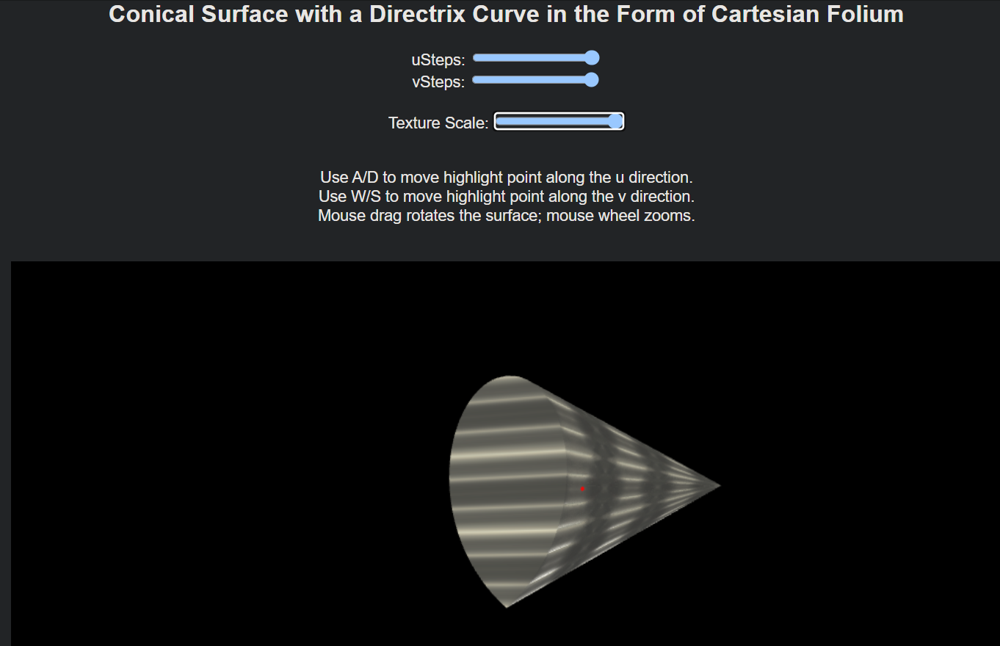 Conical Surface with a Directrix Curve in the Form of Cartesian Folium
uSteps:
vSteps:
Texture Scale:
Use A/D to move highlight point along the u direction.
Use W/S to move highlight point along the v direction.
Mouse drag rotates the surface; mouse wheel zooms.